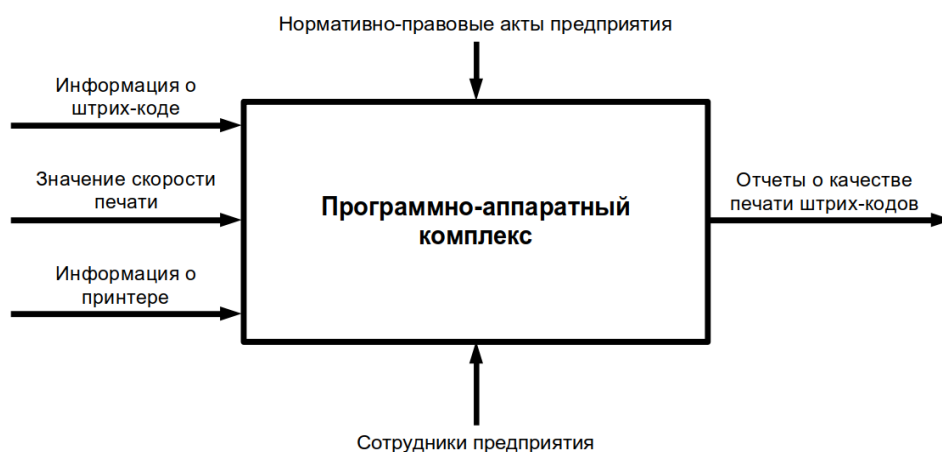 Нормативно-правовые акты предприятия
Информация о
штрих-коде
Значение скорости
печати
Информация о
принтере
Программно-аппаратный
комплекс
Отчеты о качестве
печати штрих-кодов
Сотрудники предприятия